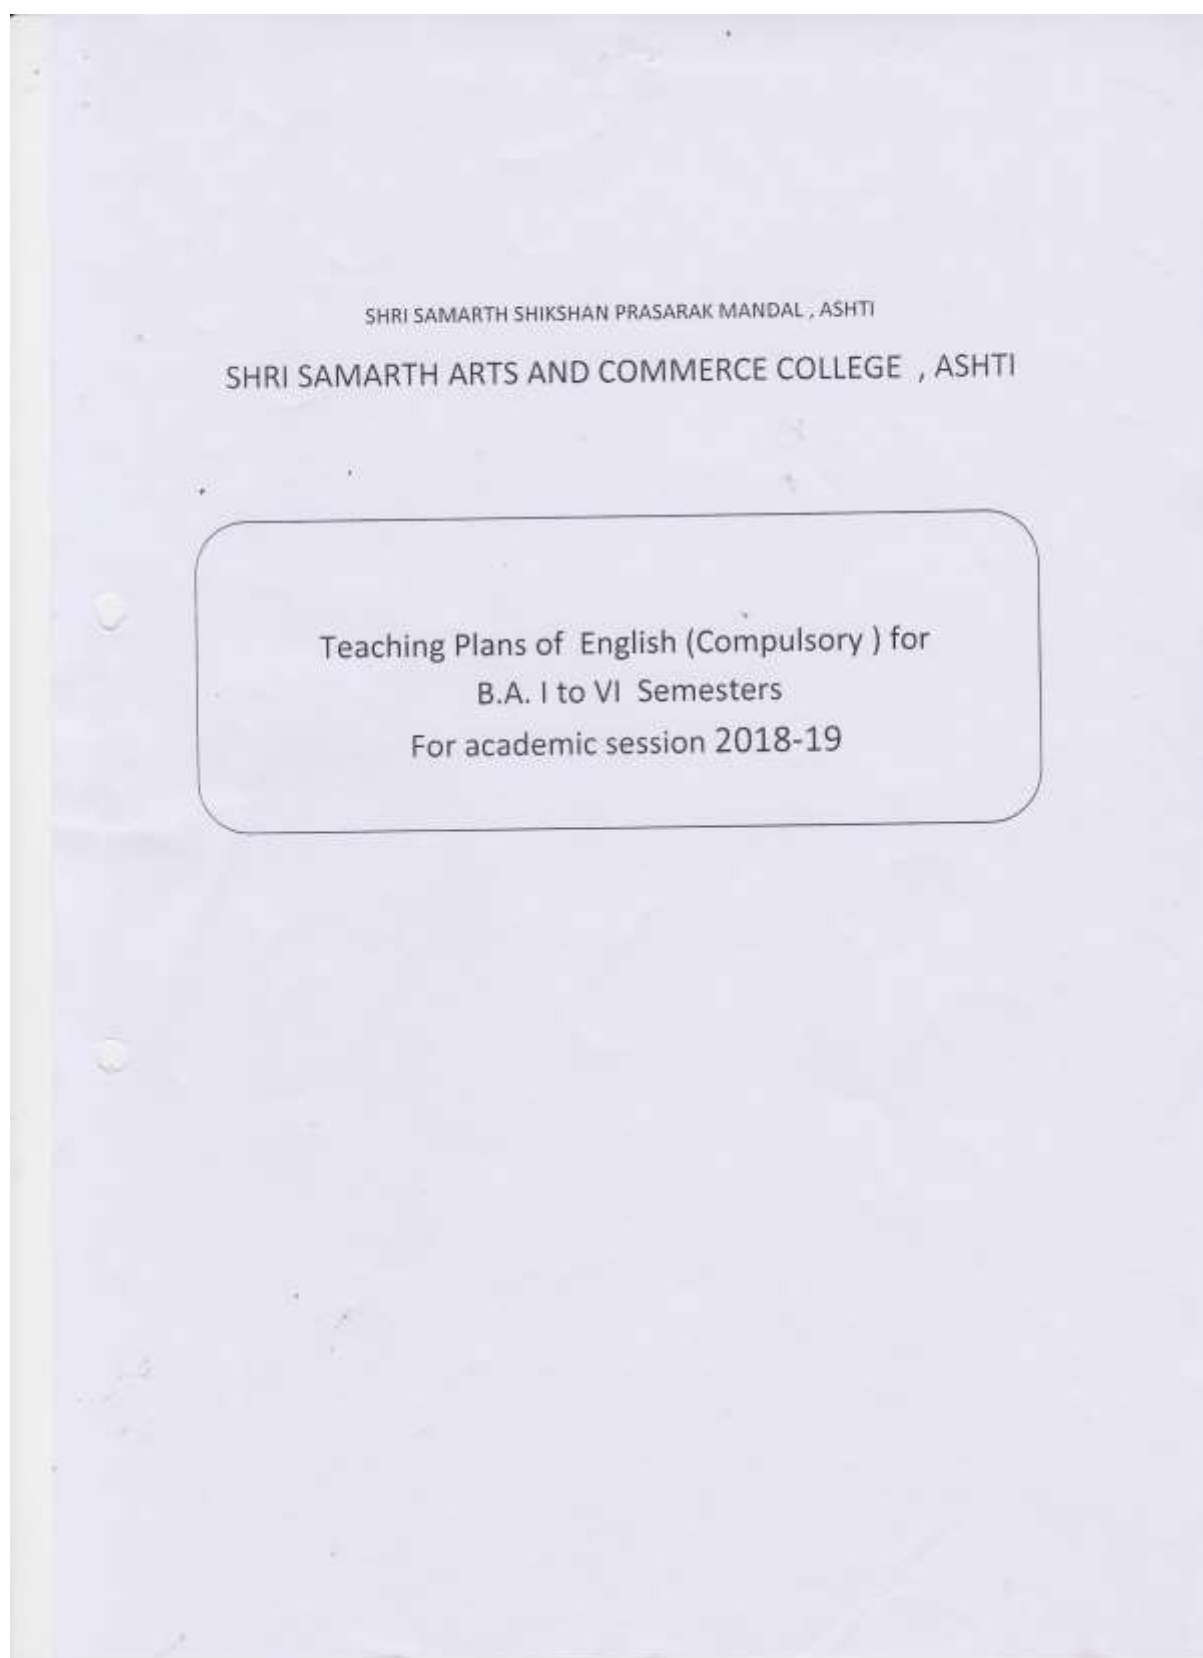 SHRI SAMARTH SHIKSHAN PRASARAK MANDAL , ASHTI
SHRI SAMARTH ARTS AND COMMERCE COLLEGE , ASHTI
Teaching Plans of English (Compulsory ) for
B.A. I to VI Semesters
For academic session 2018-19